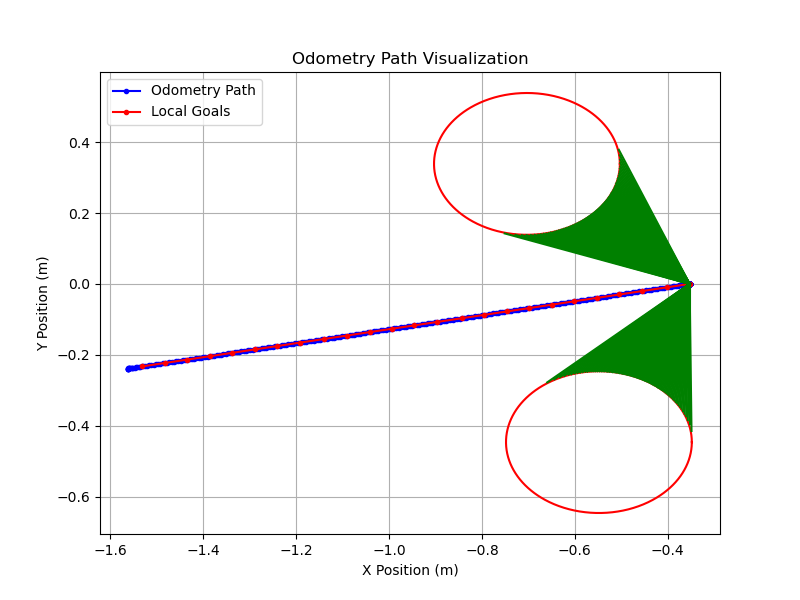 Odometry Path Visualization
Odometry Path
Local Goals
Y Position (m)
0.4
0.2
0.0
−0.2
−0.4
−0.6
−1.6 −1.4 −1.2 −1.0 −0.8 −0.6 −0.4
X Position (m)